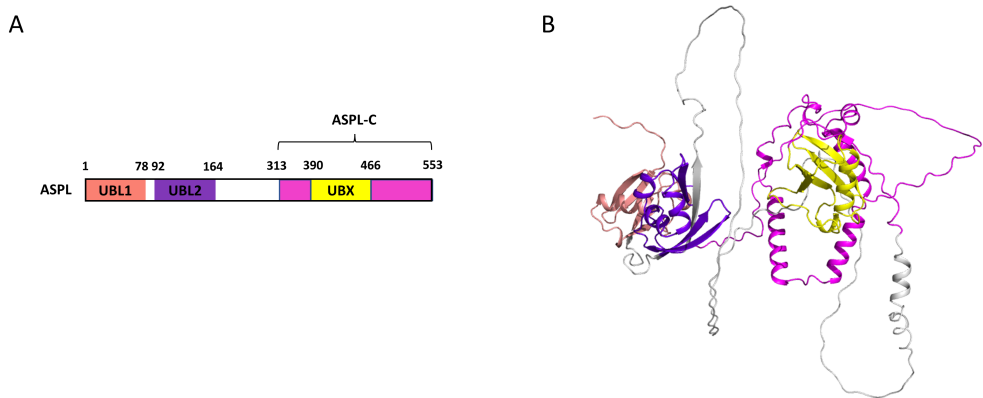 A
B
ASPL-C
1 78 92 164 313 390 466 553
ASPL UBL1 UBL2 UBX